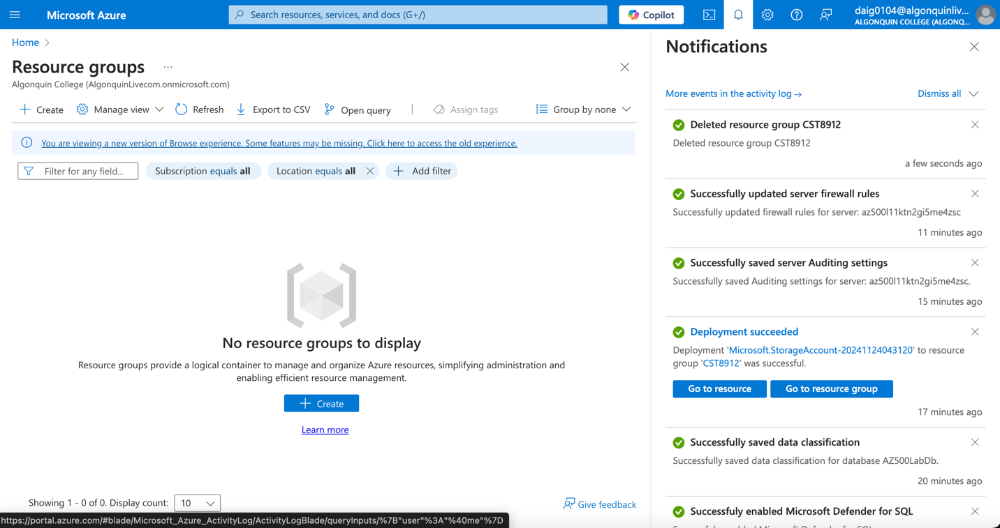 Microsoft Azure
Search resources, services, and docs (G+/)
Copilot
daig0104@algonquinliv...
ALGONQUIN COLLEGE (ALGONQ...
Home
Resource groups ...
Algonquin College (AlgonquinLivecom.onmicrosoft.com)
Create Manage view Refresh Export to CSV Open query | Assign tags Group by none
You are viewing a new version of Browse experience. Some features may be missing. Click here to access the old experience.
Filter for any field... Subscription equals all Location equals all Add filter
No resource groups to display
Resource groups provide a logical container to manage and organize Azure resources, simplifying administration and
enabling efficient resource management.
Create
Learn more
Showing 1 - 0 of 0. Display count: 10
Give feedback
https://portal.azure.com/#blade/Microsoft_Azure_ActivityLog/ActivityLogBlade/queryInputs/%7B"user"%3A"%40me"%7D
Notifications
More events in the activity log →
Dismiss all
Deleted resource group CST8912
Deleted resource group CST8912
a few seconds ago
Successfully updated server firewall rules
Successfully updated firewall rules for server: az500l11ktn2gi5me4zsc
11 minutes ago
Successfully saved server Auditing settings
Successfully saved Auditing settings for server: az500l11ktn2gi5me4zsc.
15 minutes ago
Deployment succeeded
Deployment 'Microsoft.StorageAccount-20241124043120' to resource
group 'CST8912' was successful.
Go to resource Go to resource group
17 minutes ago
Successfully saved data classification
Successfully saved data classification for database AZ500LabDb.
20 minutes ago
Successfuly enabled Microsoft Defender for SQL